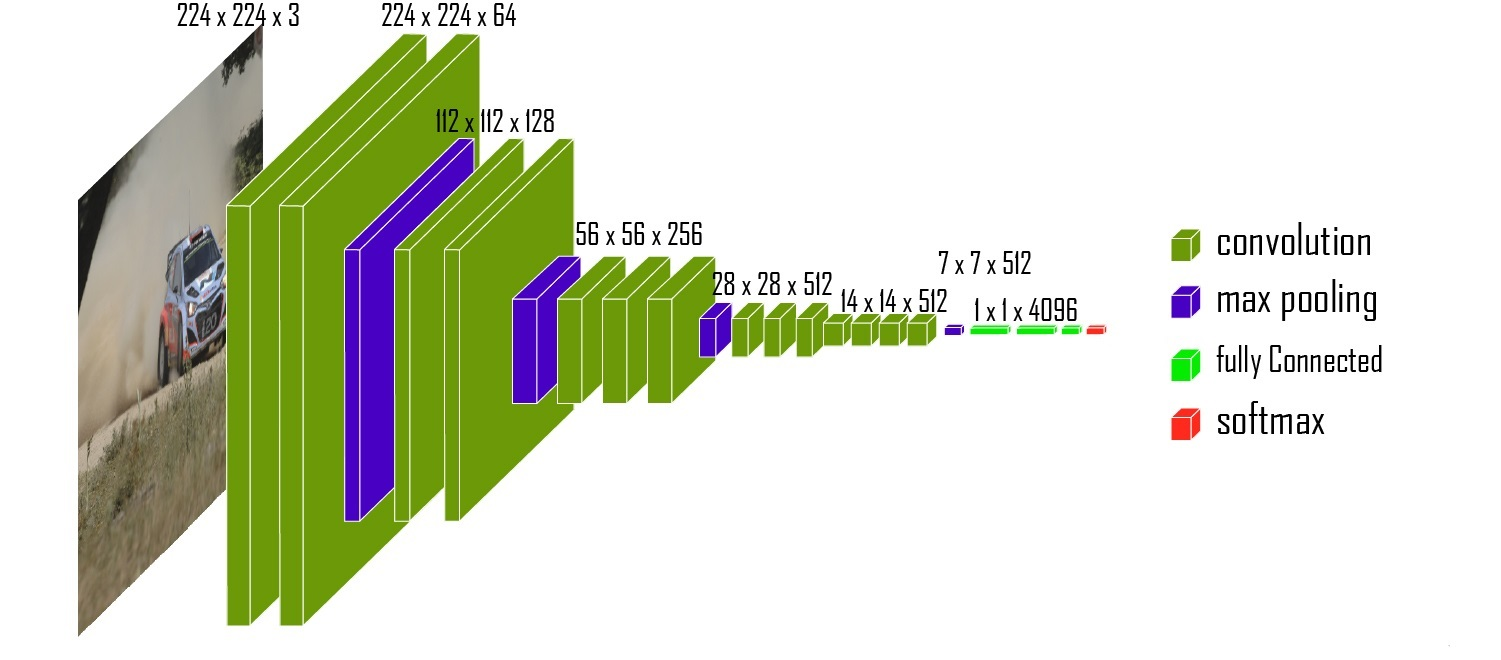 224 x 224 x 3
224 x 224 x 64
112 x 112 x 128
56 x 56 x 256
28 x 28 x 512
14 x 14 x 512
7 x 7 x 512
1 x 1 x 4096
convolution
max pooling
fully Connected
softmax